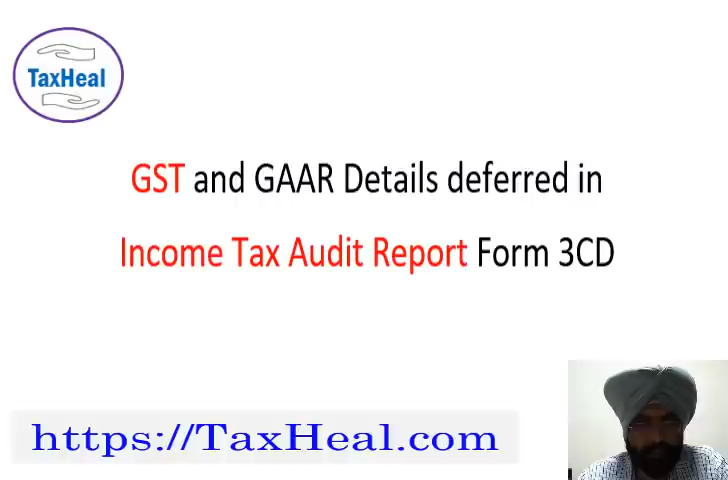 TaxHeal
GST and GAAR Details deferred in
Income Tax Audit Report Form 3CD
https://TaxHeal.com